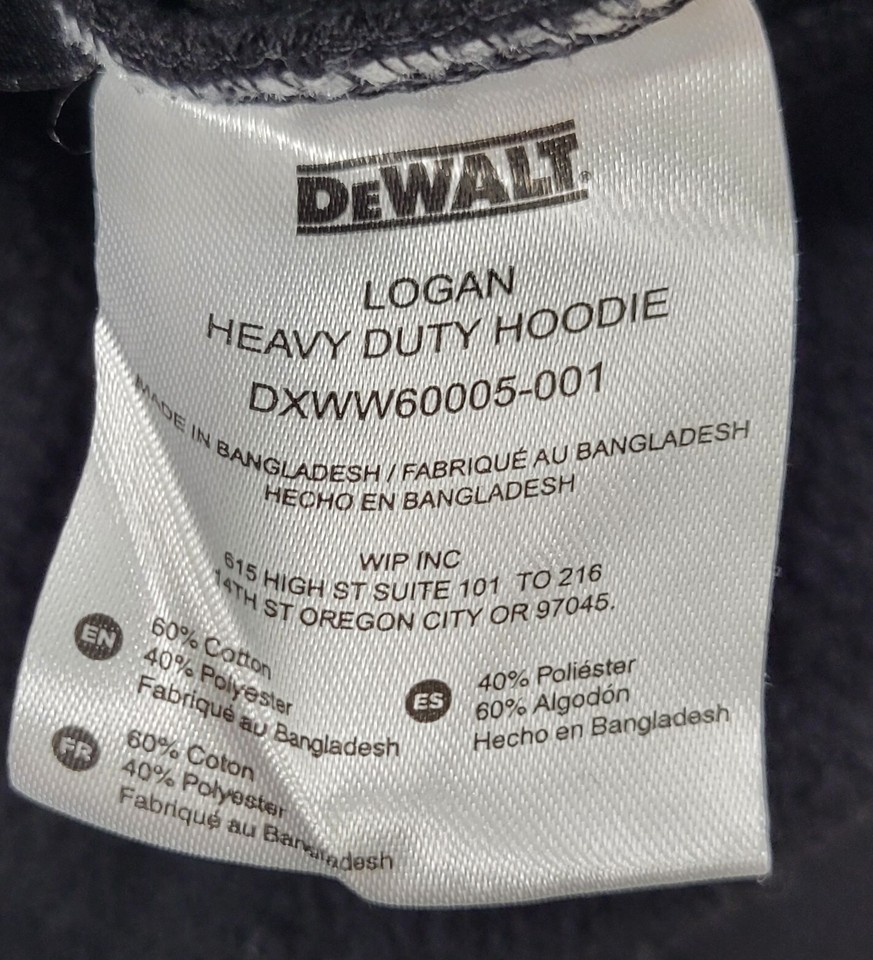 DEWALT®
LOGAN
HEAVY DUTY HOODIE
DXWW60005-001
MADE IN BANGLADESH / FABRIQUÉ AU BANGLADESH
HECHO EN BANGLADESH
WIP INC
615 HIGH ST SUITE 101 TO 216
14TH ST OREGON CITY OR 97045.
EN
60% Cotton
40% Polyester
Fabriqué au Bangladesh
FR
60% Coton
40% Polyester
Fabriqué au Bangladesh
ES
40% Poliéster
60% Algodón
Hecho en Bangladesh